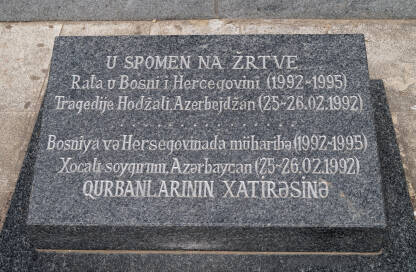 U SPOMEN NA ŽRTVE
Rata u Bosni i Hercegovini (1992-1995)
Tragedije Hodžali, Azerbejdžan (25-26.02.1992)
Bosniya və Herseqovinada müharibə (1992-1995)
Xocalı soyqırımı, Azərbaycan (25-26.02.1992)
QURBANLARININ XATİRƏSİNƏ